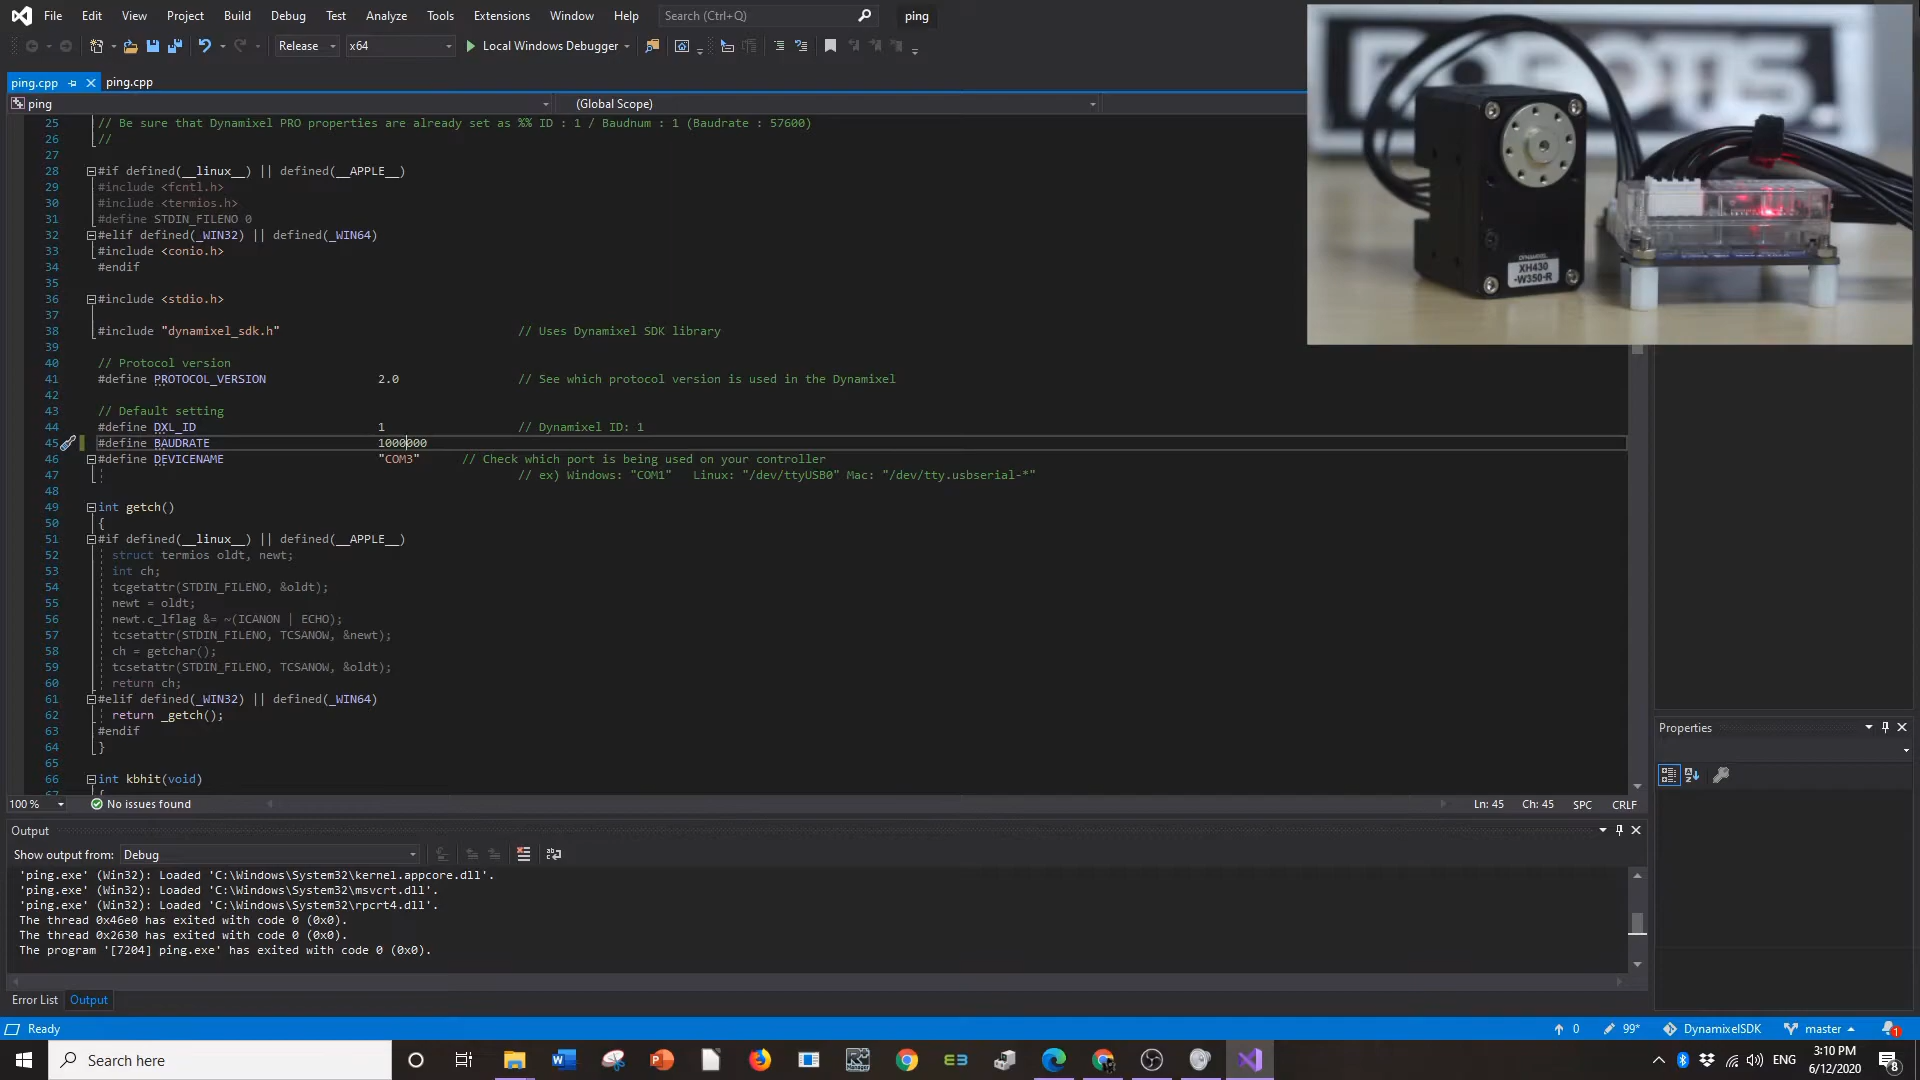 File Edit View Project Build Debug Test Analyze Tools Extensions Window Help Search (Ctrl+Q) ping
Release x64 Local Windows Debugger
ping.cpp ping.cpp
ping (Global Scope)
25 // Be sure that Dynamixel PRO properties are already set as %% ID : 1 / Baudnum : 1 (Baudrate : 57600)
26 //
27
28 #if defined(__linux__) || defined(__APPLE__)
29 #include <fcntl.h>
30 #include <termios.h>
31 #define STDIN_FILENO 0
32 #elif defined(_WIN32) || defined(_WIN64)
33 #include <conio.h>
34 #endif
35
36 #include <stdio.h>
37
38 #include "dynamixel_sdk.h" // Uses Dynamixel SDK library
39
40 // Protocol version
41 #define PROTOCOL_VERSION 2.0 // See which protocol version is used in the Dynamixel
42
43 // Default setting
44 #define DXL_ID 1 // Dynamixel ID: 1
45 #define BAUDRATE 1000000
46 #define DEVICENAME "COM3" // Check which port is being used on your controller
47 // ex) Windows: "COM1" Linux: "/dev/ttyUSB0" Mac: "/dev/tty.usbserial-*"
48
49 int getch()
50 {
51 #if defined(__linux__) || defined(__APPLE__)
52 struct termios oldt, newt;
53 int ch;
54 tcgetattr(STDIN_FILENO, &oldt);
55 newt = oldt;
56 newt.c_lflag &= ~(ICANON | ECHO);
57 tcsetattr(STDIN_FILENO, TCSANOW, &newt);
58 ch = getchar();
59 tcsetattr(STDIN_FILENO, TCSANOW, &oldt);
60 return ch;
61 #elif defined(_WIN32) || defined(_WIN64)
62 return _getch();
63 #endif
64 }
65
66 int kbhit(void)
67 {
100 % No issues found Ln: 45 Ch: 45 SPC CRLF
Output
Show output from: Debug
'ping.exe' (Win32): Loaded 'C:\Windows\System32\kernel.appcore.dll'.
'ping.exe' (Win32): Loaded 'C:\Windows\System32\msvcrt.dll'.
'ping.exe' (Win32): Loaded 'C:\Windows\System32\rpcrt4.dll'.
The thread 0x46e0 has exited with code 0 (0x0).
The thread 0x2630 has exited with code 0 (0x0).
The program '[7204] ping.exe' has exited with code 0 (0x0).
Error List Output
ROBOTIS
DYNAMIXEL
XH430
-W350-R
Properties
Ready 0 99* DynamixelSDK master 1
Search here ENG 3:10 PM
6/12/2020 8